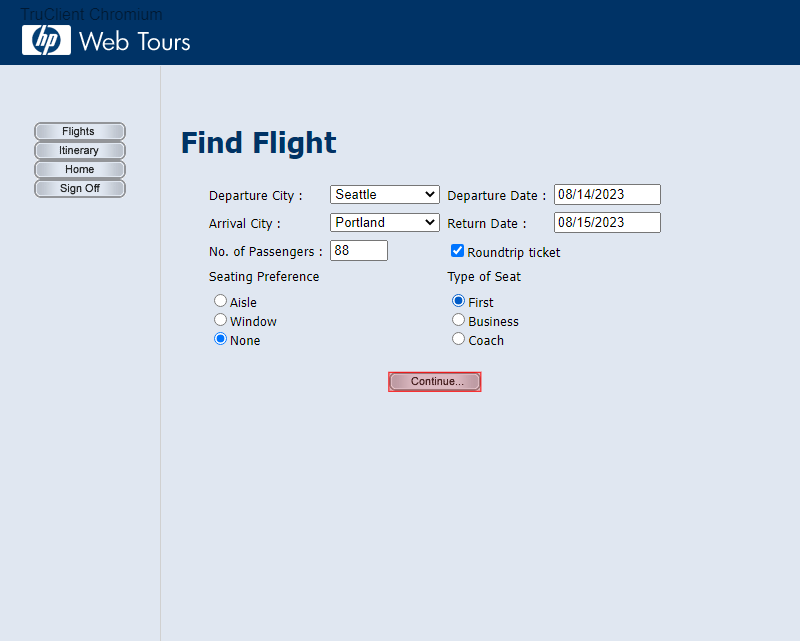 TruClient Chromium
hp Web Tours
Flights
Itinerary
Home
Sign Off
Find Flight
Departure City : Seattle Departure Date : 08/14/2023
Arrival City : Portland Return Date : 08/15/2023
No. of Passengers : 88 Roundtrip ticket
Seating Preference Type of Seat
Aisle First
Window Business
None Coach
Continue...